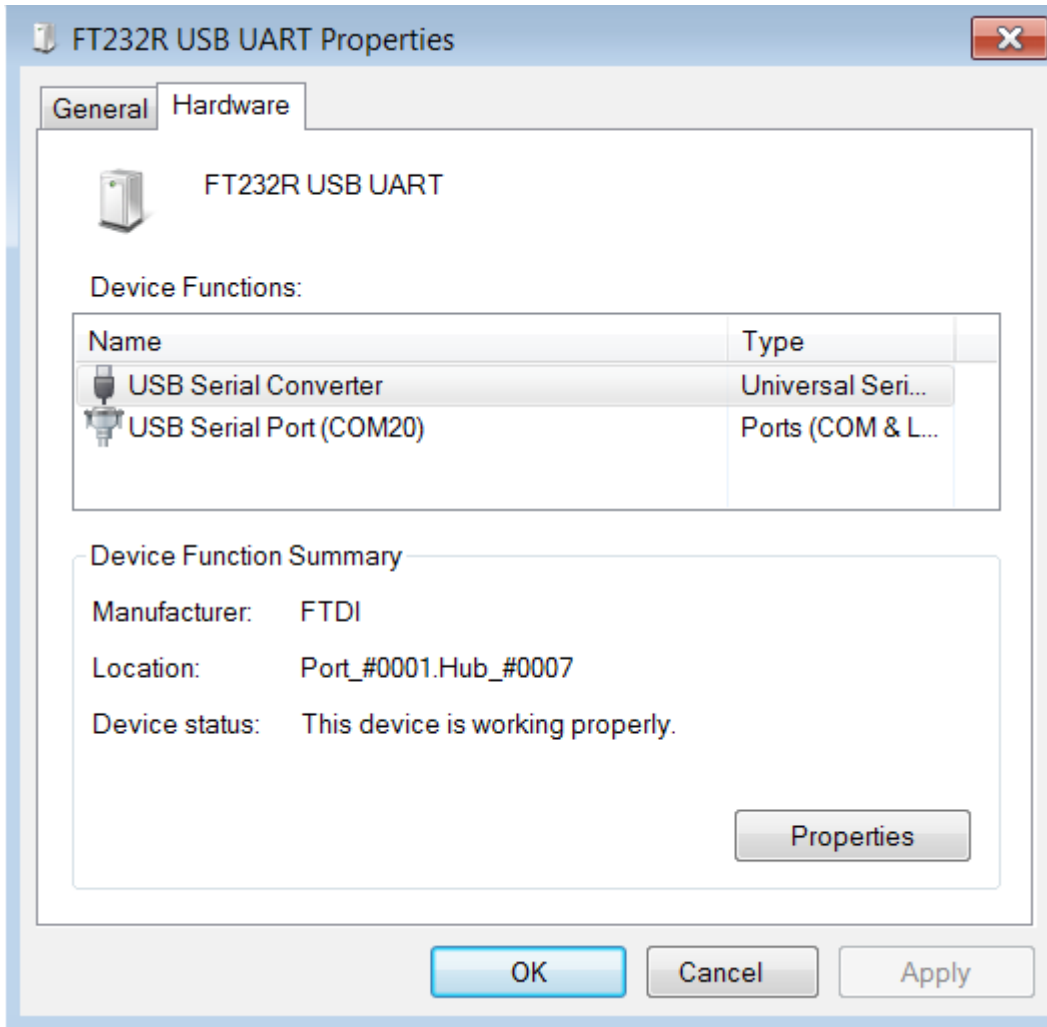 FT232R USB UART Properties
General Hardware
FT232R USB UART
Device Functions:
Name Type
USB Serial Converter Universal Seri...
USB Serial Port (COM20) Ports (COM & L...
Device Function Summary
Manufacturer: FTDI
Location: Port_#0001.Hub_#0007
Device status: This device is working properly.
Properties
OK Cancel Apply